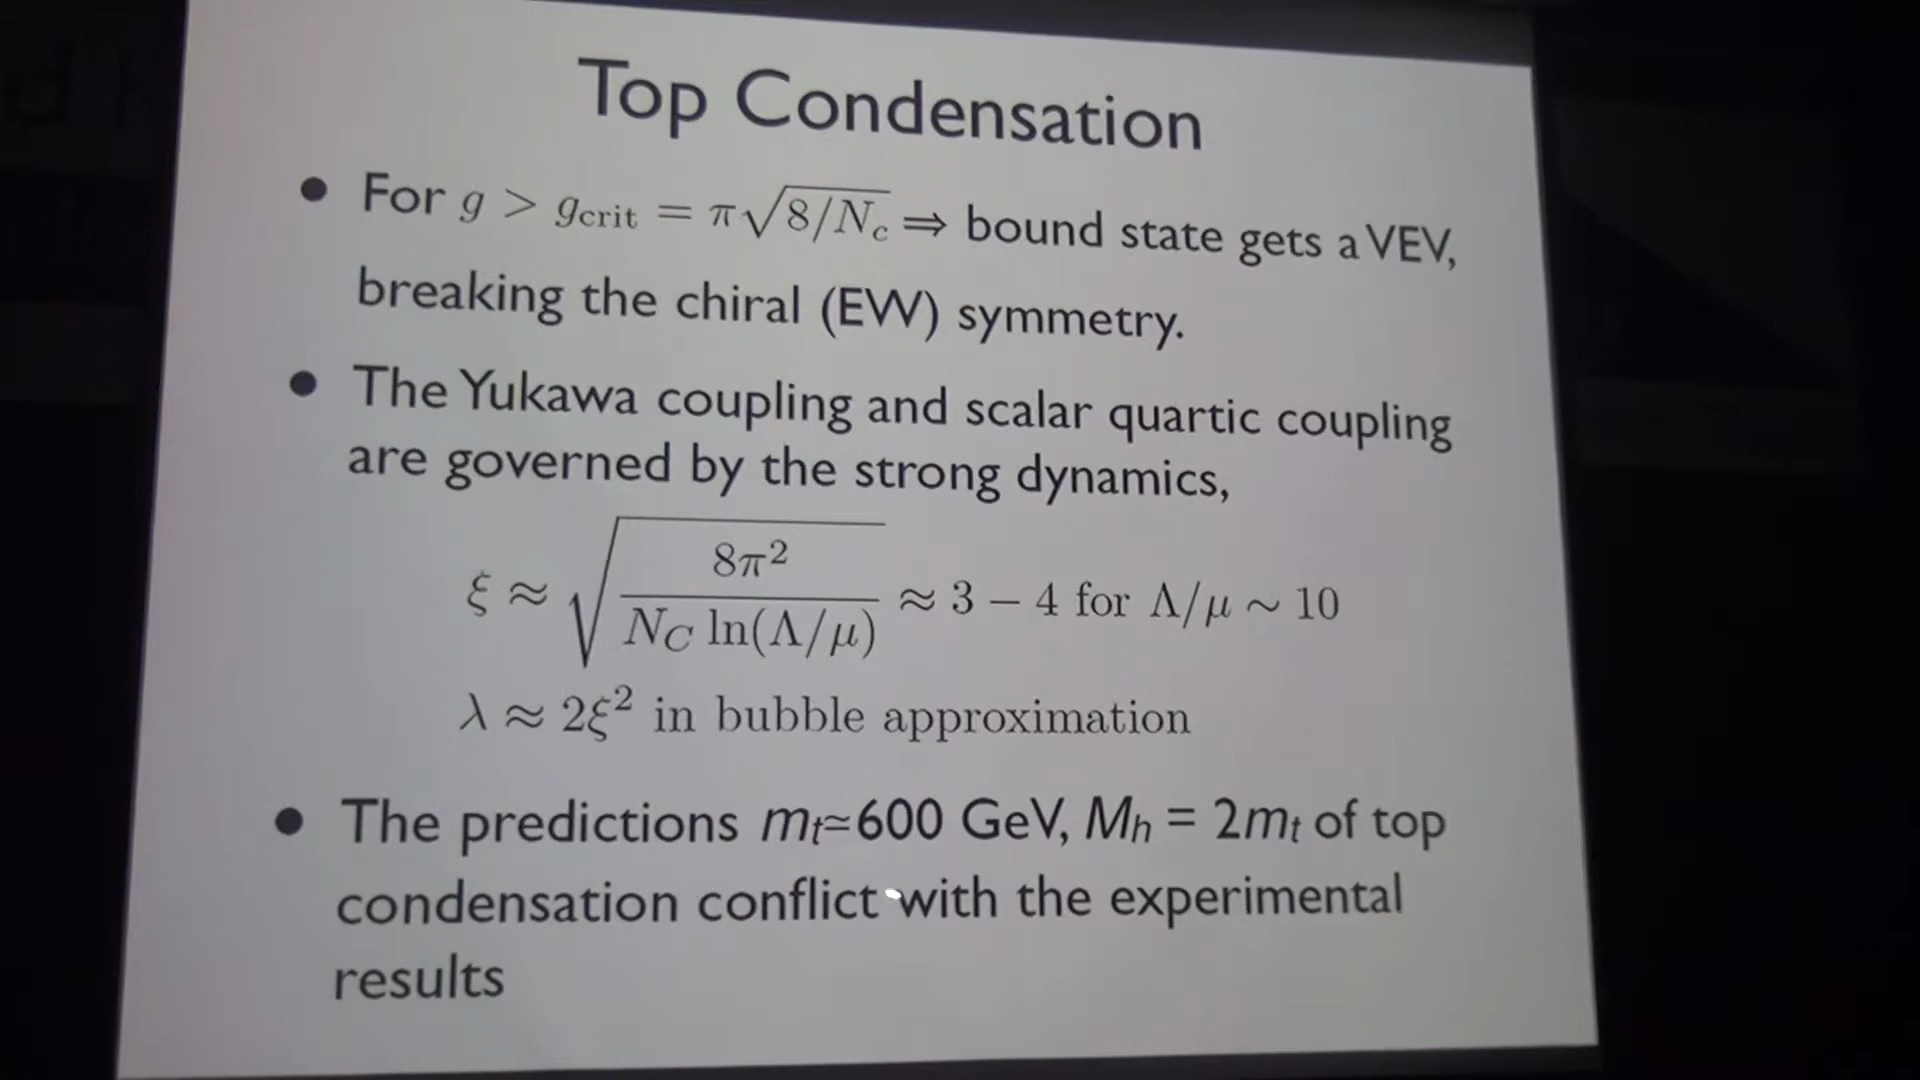 Top Condensation
• For g > g_crit = π√(8/N_c) ⇒ bound state gets a VEV,
breaking the chiral (EW) symmetry.
• The Yukawa coupling and scalar quartic coupling
are governed by the strong dynamics,
ξ ≈ √(8π² / (N_C ln(Λ/μ))) ≈ 3 – 4 for Λ/μ ~ 10
λ ≈ 2ξ² in bubble approximation
• The predictions m_t≃600 GeV, M_h = 2m_t of top
condensation conflict with the experimental
results